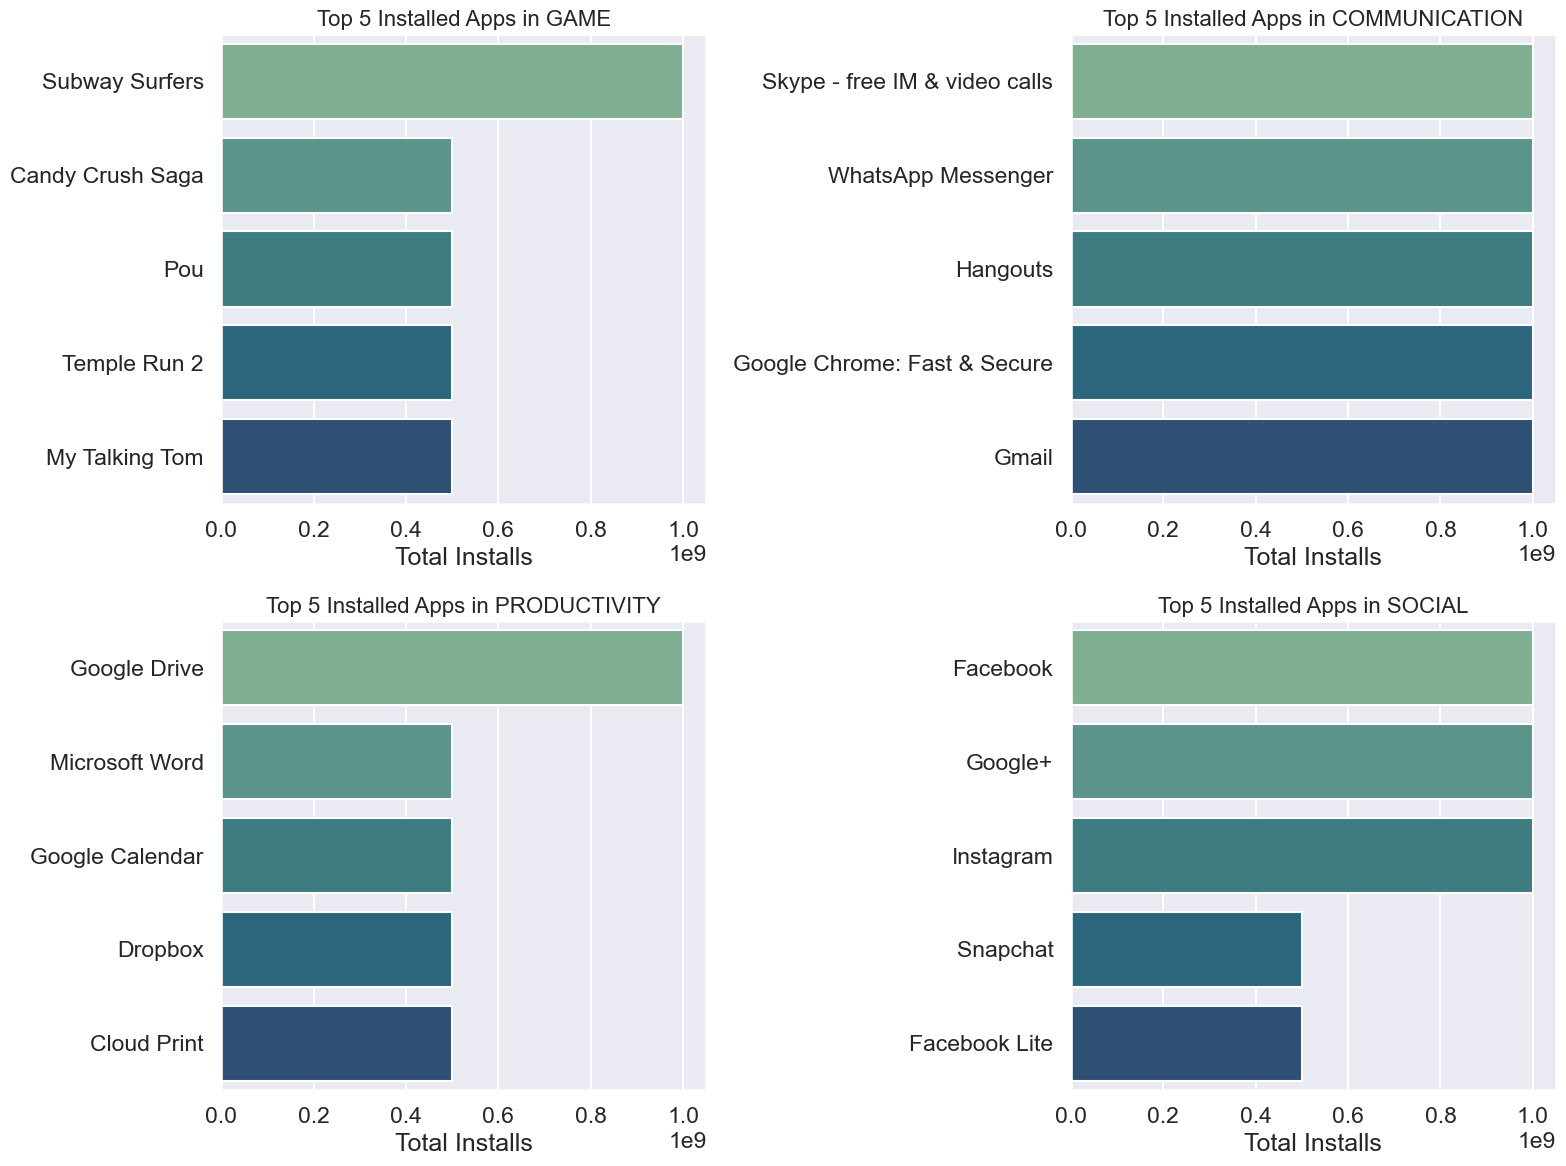 Top 5 Installed Apps in GAME
Subway Surfers
Candy Crush Saga
Pou
Temple Run 2
My Talking Tom
0.0 0.2 0.4 0.6 0.8 1.0
1e9
Total Installs
Top 5 Installed Apps in COMMUNICATION
Skype - free IM & video calls
WhatsApp Messenger
Hangouts
Google Chrome: Fast & Secure
Gmail
0.0 0.2 0.4 0.6 0.8 1.0
1e9
Total Installs
Top 5 Installed Apps in PRODUCTIVITY
Google Drive
Microsoft Word
Google Calendar
Dropbox
Cloud Print
0.0 0.2 0.4 0.6 0.8 1.0
1e9
Total Installs
Top 5 Installed Apps in SOCIAL
Facebook
Google+
Instagram
Snapchat
Facebook Lite
0.0 0.2 0.4 0.6 0.8 1.0
1e9
Total Installs